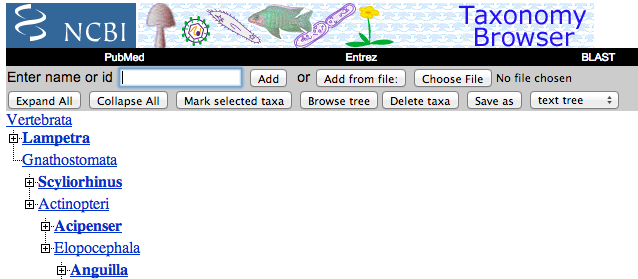 NCBI
Taxonomy
Browser
PubMed Entrez BLAST
Enter name or id Add or Add from file: Choose File No file chosen
Expand All Collapse All Mark selected taxa Browse tree Delete taxa Save as text tree
Vertebrata
Lampetra
Gnathostomata
Scyliorhinus
Actinopteri
Acipenser
Elopocephala
Anguilla